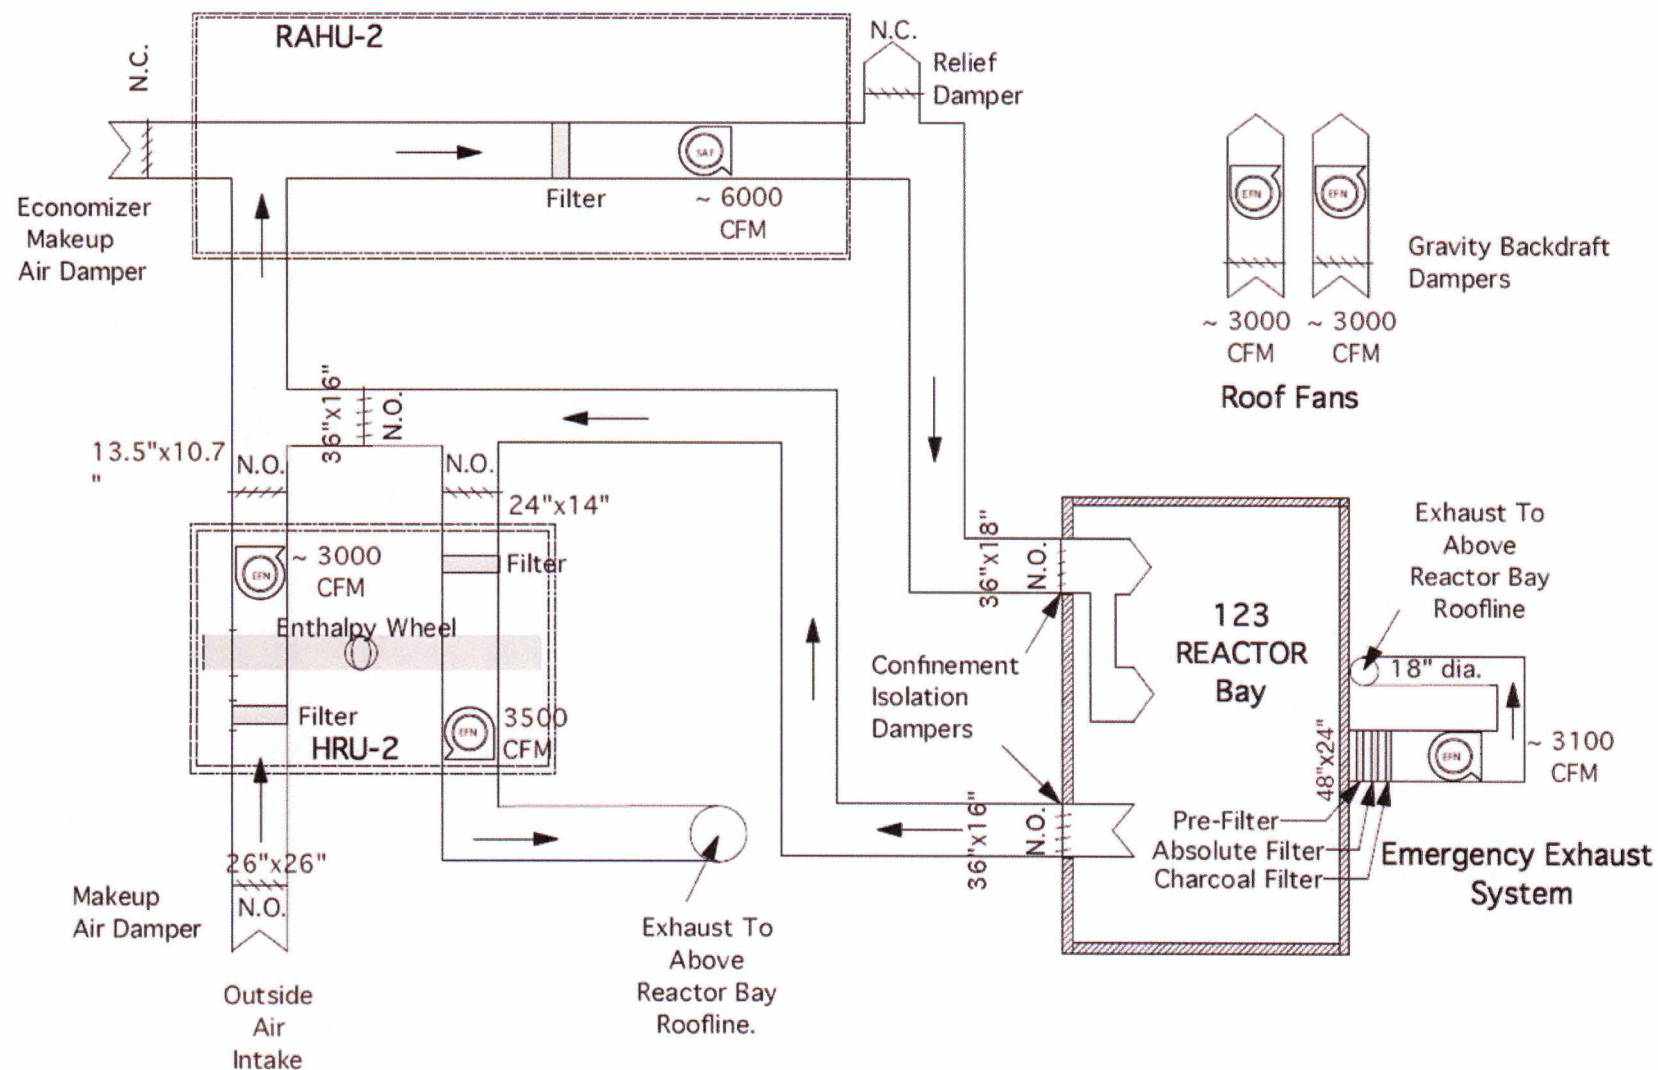 RAHU-2
N.C.
N.C.
Relief
Damper
SAF
Filter
~ 6000
CFM
Economizer
Makeup
Air Damper
EFN
EFN
Gravity Backdraft
Dampers
~ 3000
CFM
~ 3000
CFM
Roof Fans
36"x16"
N.O.
13.5"x10.7
"
N.O.
N.O.
24"x14"
EFN
~ 3000
CFM
Filter
Enthalpy Wheel
Filter
HRU-2
EFN
3500
CFM
36"x18"
N.O.
123
REACTOR
Bay
Exhaust To
Above
Reactor Bay
Roofline
18" dia.
Confinement
Isolation
Dampers
48"x24"
EFN
~ 3100
CFM
36"x16"
N.O.
Pre-Filter
Absolute Filter
Charcoal Filter
Emergency Exhaust
System
26"x26"
N.O.
Makeup
Air Damper
Outside
Air
Intake
Exhaust To
Above
Reactor Bay
Roofline.